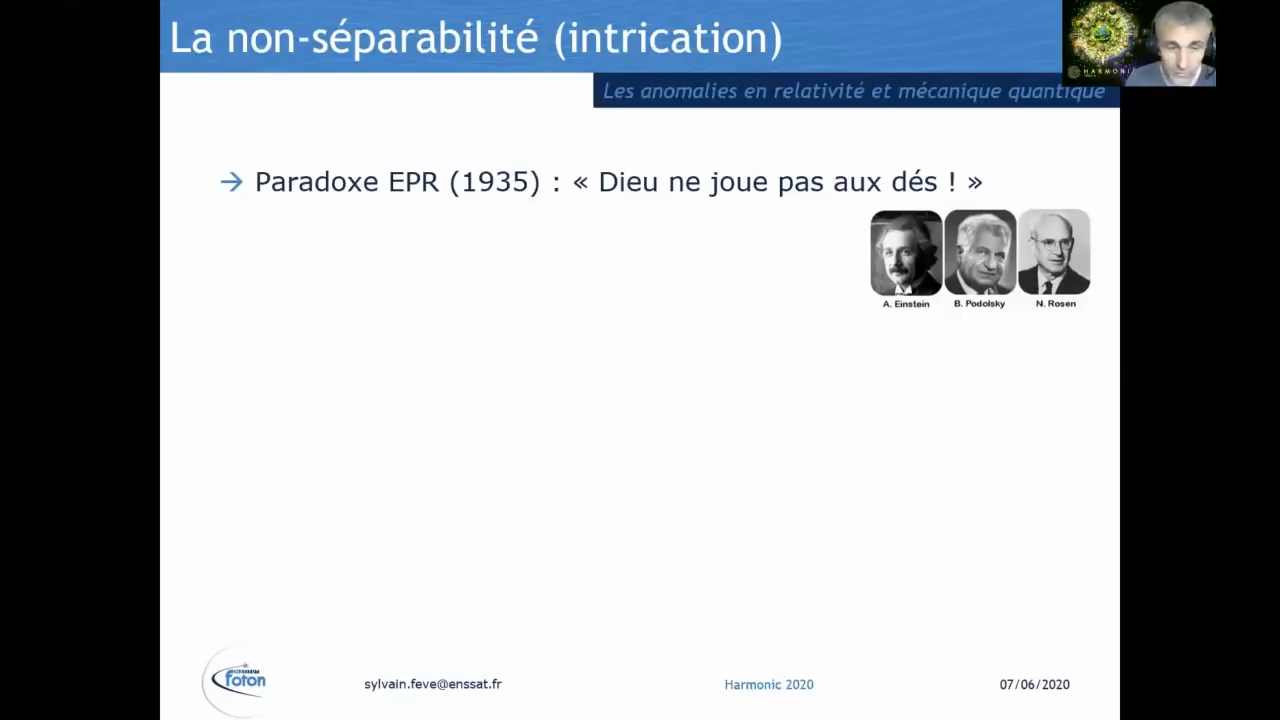 La non-séparabilité (intrication)
HARMONI
Les anomalies en relativité et mécanique quantique
→ Paradoxe EPR (1935) : « Dieu ne joue pas aux dés ! »
A. Einstein B. Podolsky N. Rosen
foton
sylvain.feve@enssat.fr
Harmonic 2020
07/06/2020